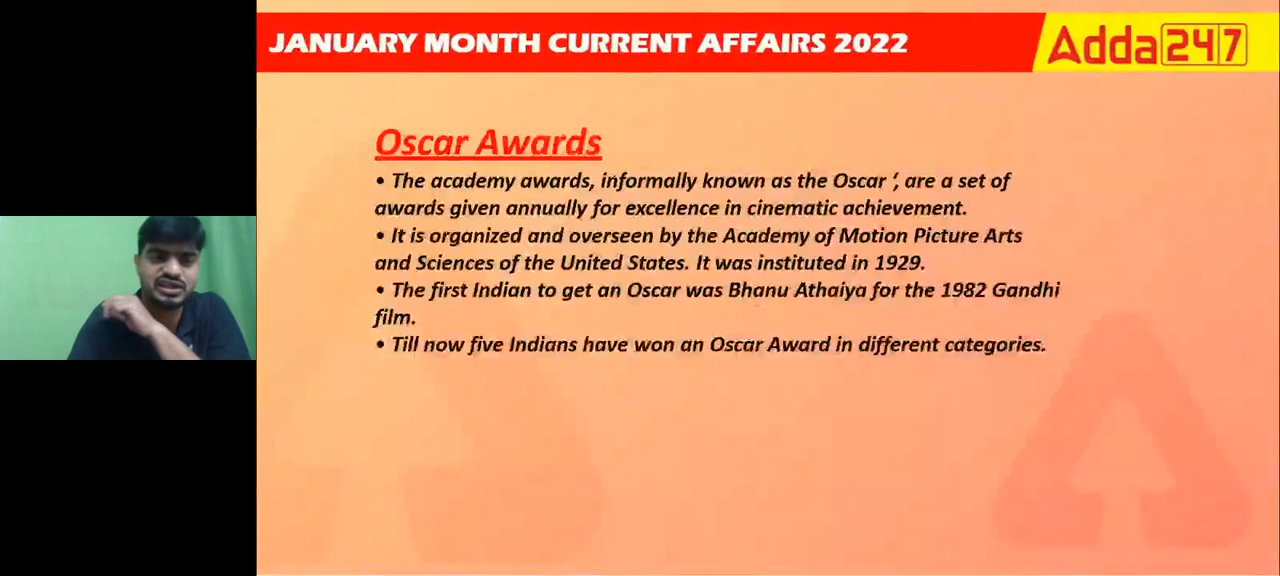 JANUARY MONTH CURRENT AFFAIRS 2022
Adda247
Oscar Awards
• The academy awards, informally known as the Oscar ‘, are a set of
awards given annually for excellence in cinematic achievement.
• It is organized and overseen by the Academy of Motion Picture Arts
and Sciences of the United States. It was instituted in 1929.
• The first Indian to get an Oscar was Bhanu Athaiya for the 1982 Gandhi
film.
• Till now five Indians have won an Oscar Award in different categories.